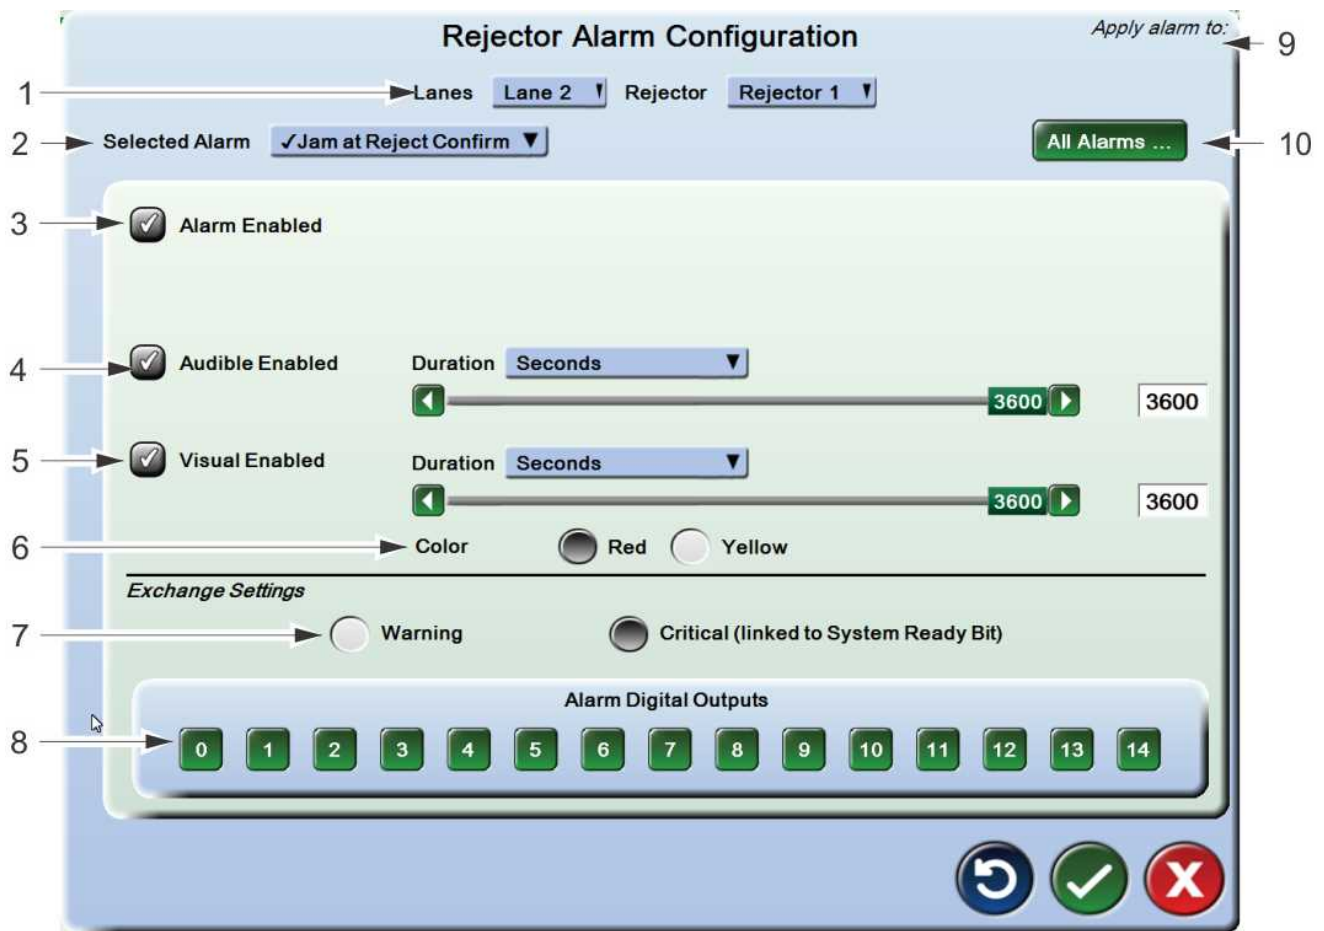 Rejector Alarm Configuration
Apply alarm to:
9
1
Lanes Lane 2 Rejector Rejector 1
2
Selected Alarm ✓Jam at Reject Confirm
All Alarms ...
10
3
Alarm Enabled
4
Audible Enabled Duration Seconds
3600 3600
5
Visual Enabled Duration Seconds
3600 3600
6
Color Red Yellow
Exchange Settings
7
Warning Critical (linked to System Ready Bit)
Alarm Digital Outputs
8
0 1 2 3 4 5 6 7 8 9 10 11 12 13 14
X